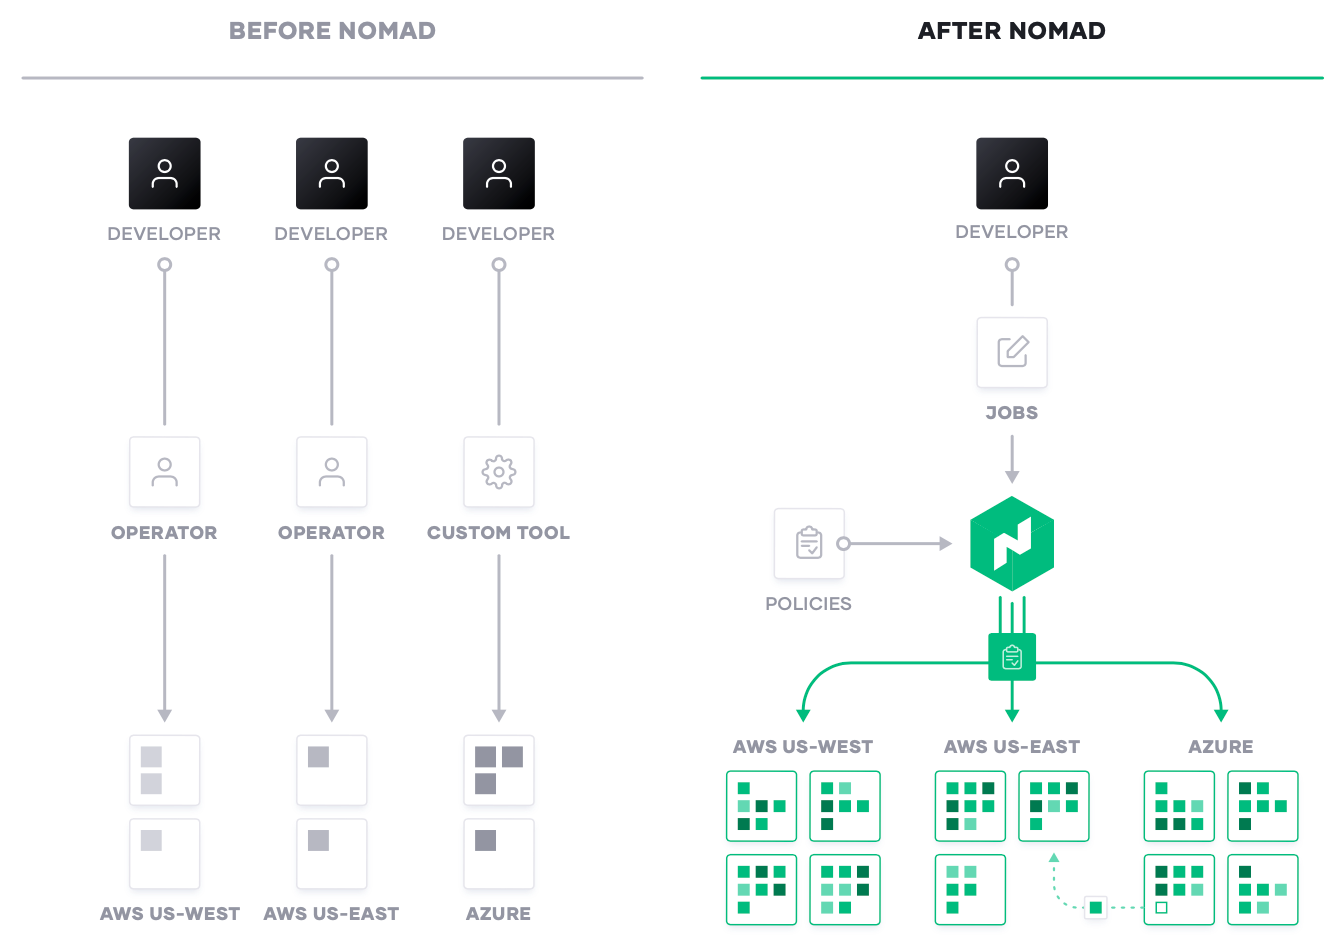 BEFORE NOMAD
DEVELOPER
DEVELOPER
DEVELOPER
OPERATOR
OPERATOR
CUSTOM TOOL
AWS US-WEST
AWS US-EAST
AZURE
AFTER NOMAD
DEVELOPER
JOBS
POLICIES
AWS US-WEST
AWS US-EAST
AZURE